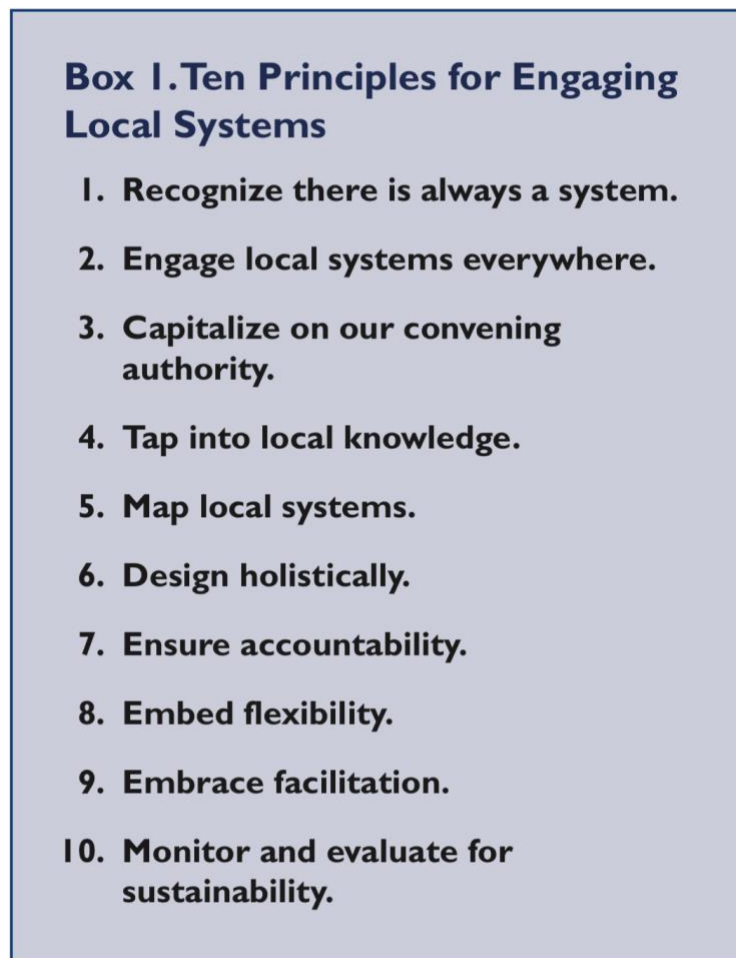 Box 1. Ten Principles for Engaging
Local Systems
1. Recognize there is always a system.
2. Engage local systems everywhere.
3. Capitalize on our convening
authority.
4. Tap into local knowledge.
5. Map local systems.
6. Design holistically.
7. Ensure accountability.
8. Embed flexibility.
9. Embrace facilitation.
10. Monitor and evaluate for
sustainability.